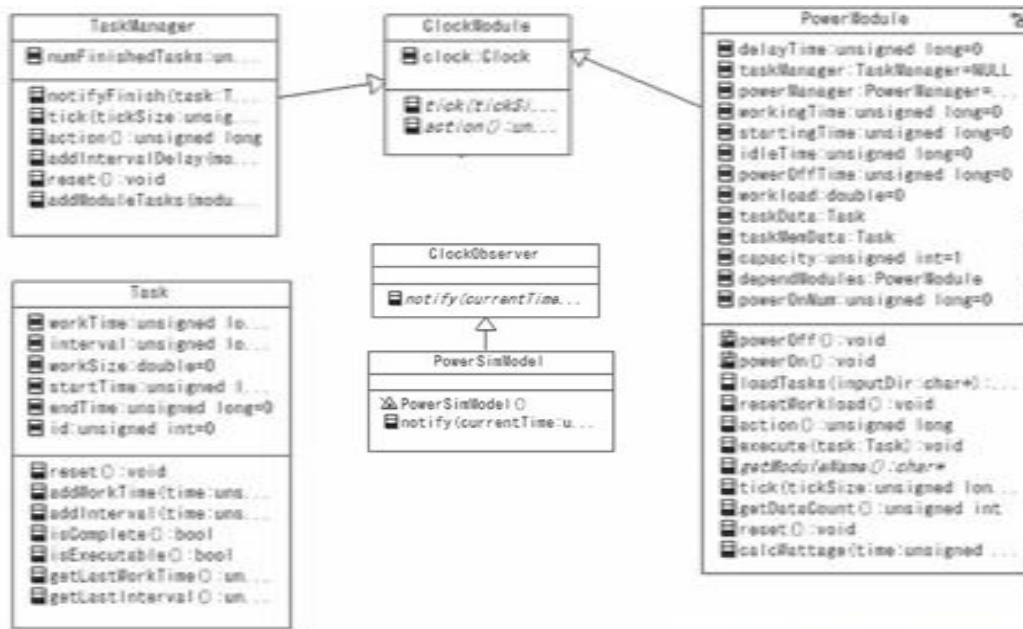 TaskManager
numFinishedTasks:un...
notifyFinish(task:T...
tick(tickSize:unsig...
action():unsigned long
addIntervalDelay(mo...
reset():void
addModuleTasks(modu...
ClockModule
clock:Clock
tick(tickSi...
action():un...
PowerModule
delayTime:unsigned long=0
taskManager:TaskManager=NULL
powerManager:PowerManager=...
workingTime:unsigned long=0
startingTime:unsigned long=0
idleTime:unsigned long=0
powerOffTime:unsigned long=0
workload:double=0
taskData:Task
taskMemData:Task
capacity:unsigned int=1
dependModules:PowerModule
powerOnNum:unsigned long=0
powerOff():void
powerOn():void
loadTasks(inputDir:char*):...
resetWorkload():void
action():unsigned long
execute(task:Task):void
getModuleName():char*
tick(tickSize:unsigned lon...
getDataCount():unsigned int
reset():void
calcWattage(time:unsigned ...
ClockObserver
notify(currentTime...
PowerSimModel
PowerSimModel()
notify(currentTime:u...
Task
workTime:unsigned lo...
interval:unsigned lo...
workSize:double=0
startTime:unsigned l...
endTime:unsigned long=0
id:unsigned int=0
reset():void
addWorkTime(time:uns...
addInterval(time:uns...
isComplete():bool
isExecutable():bool
getLastWorkTime():un...
getLastInterval():un...